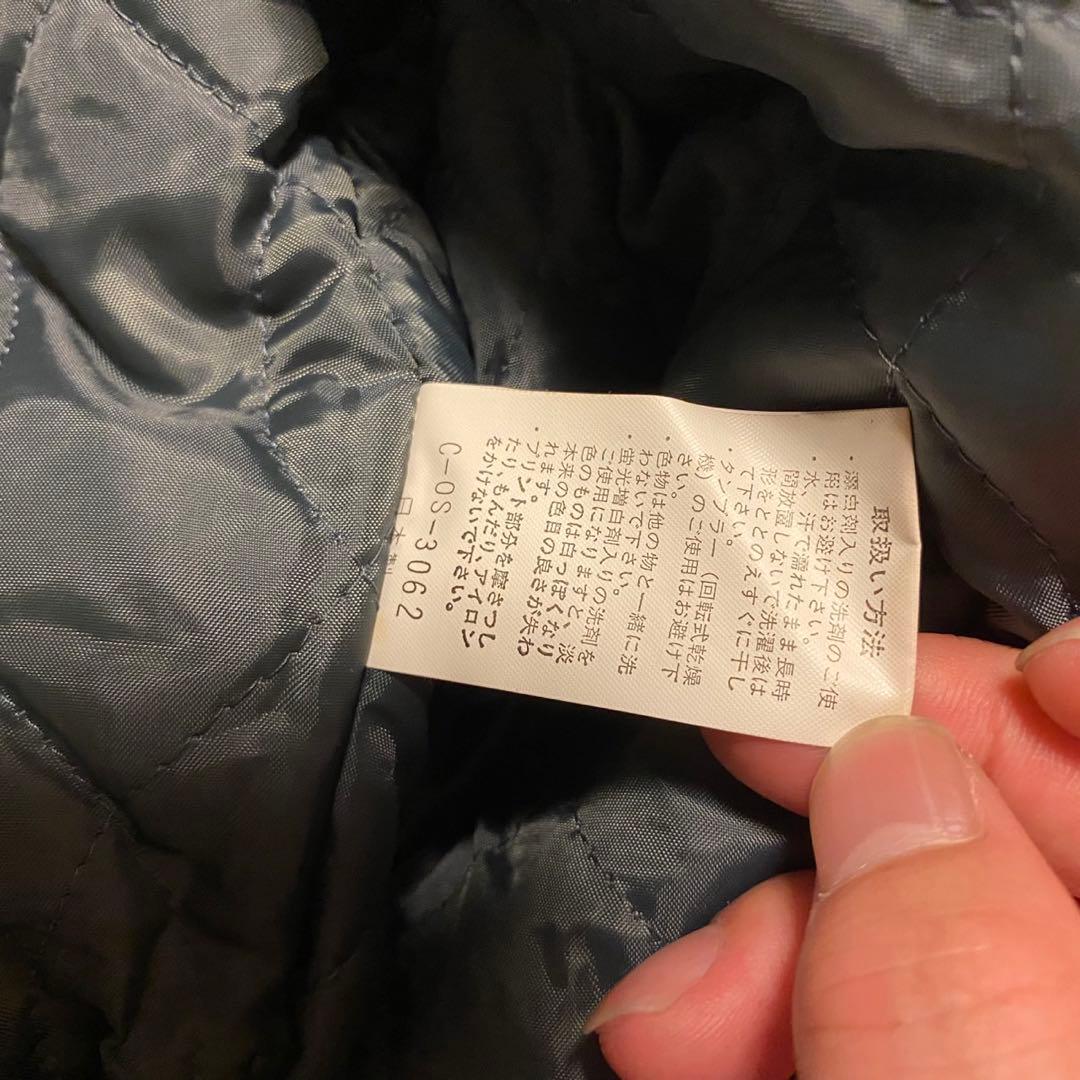 取扱い方法
・漂白剤入りの洗剤のご使
用はお避け下さい。
・水、汗で濡れたまま長時
間放置しないで洗濯後は
形をととのえすぐに干し
て下さい。
・タンブラー（回転式乾燥
機）のご使用はお避け下
さい。
・色物は他の物と一緒に洗
わないで下さい。
・蛍光増白剤入りの洗剤を
ご使用になりますと、淡
色のものは白っぽくなり
本来の色目の良さが失わ
れます。
プリント部分を摩さつし
たり、もんだり、アイロン
をかけないで下さい。
C-OS-3062
日本製